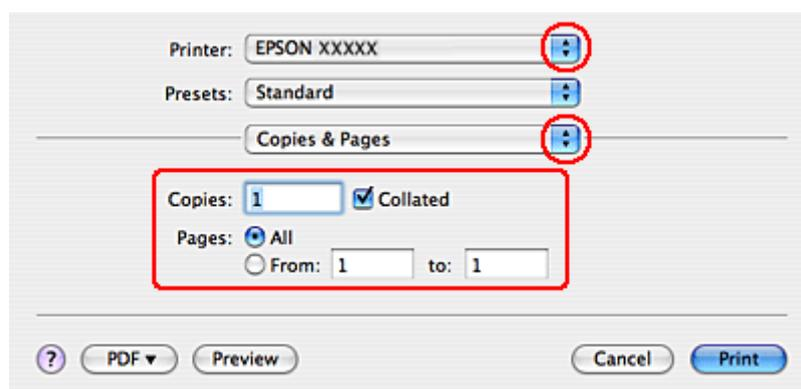 Printer: EPSON XXXXX
Presets: Standard
Copies & Pages
Copies: 1 Collated
Pages: All
From: 1 to: 1
? PDF Preview Cancel Print